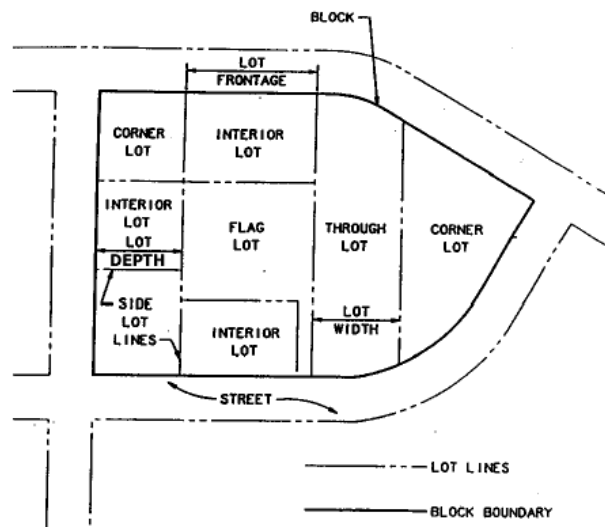 BLOCK
LOT
FRONTAGE
CORNER
LOT
INTERIOR
LOT
INTERIOR
LOT
LOT
DEPTH
FLAG
LOT
THROUGH
LOT
CORNER
LOT
SIDE
LOT
LINES
INTERIOR
LOT
LOT
WIDTH
STREET
LOT LINES
BLOCK BOUNDARY